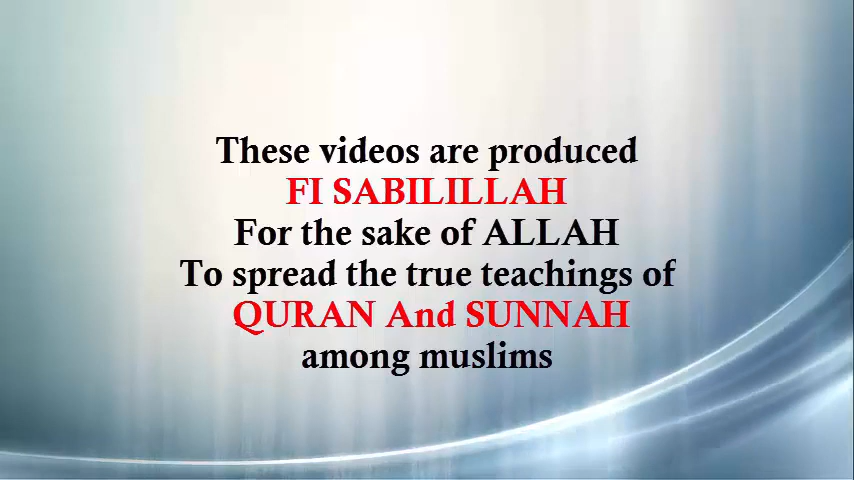 These videos are produced
FI SABILILLAH
For the sake of ALLAH
To spread the true teachings of
QURAN And SUNNAH
among muslims